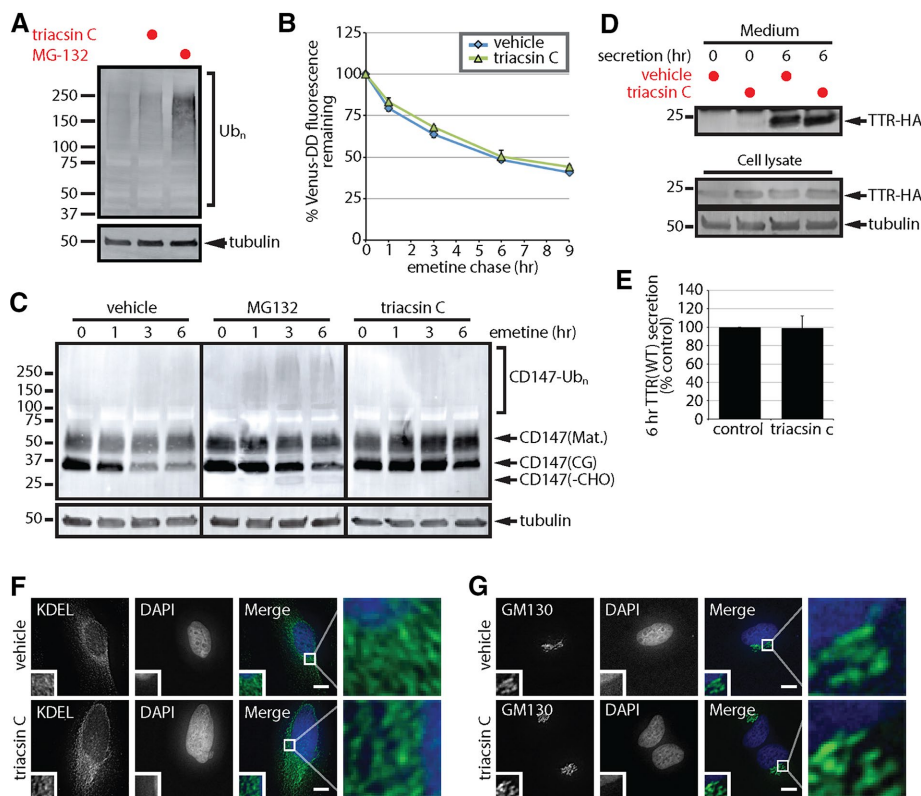 A
triacsin C
MG-132
250
150
100
75
50
37
Ubn
50
tubulin
B
vehicle
triacsin C
125
100
75
50
25
0
% Venus-DD fluorescence
remaining
0 1 2 3 4 5 6 7 8 9
emetine chase (hr)
D
Medium
secretion (hr) 0 0 6 6
vehicle
triacsin C
25
TTR-HA
Cell lysate
25
TTR-HA
50
tubulin
C
vehicle MG132 triacsin C
0 1 3 6 0 1 3 6 0 1 3 6 emetine (hr)
250
150
100
75
50
37
25
CD147-Ubn
CD147(Mat.)
CD147(CG)
CD147(-CHO)
50
tubulin
E
140
120
100
80
60
40
20
0
6 hr TTR(WT) secretion
(% control)
control triacsin c
F
vehicle
KDEL DAPI Merge
triacsin C
KDEL DAPI Merge
G
vehicle
GM130 DAPI Merge
triacsin C
GM130 DAPI Merge